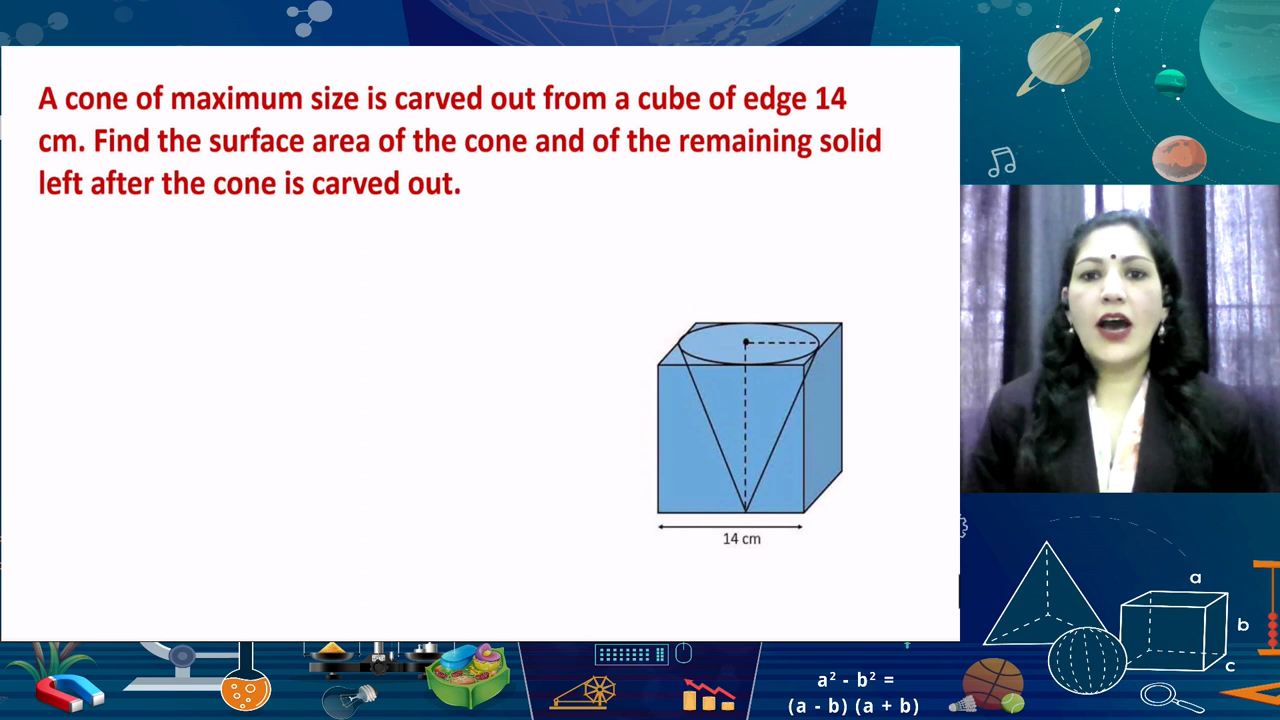 A cone of maximum size is carved out from a cube of edge 14
cm. Find the surface area of the cone and of the remaining solid
left after the cone is carved out.
14 cm
a
b
c
a² - b² =
(a - b) (a + b)